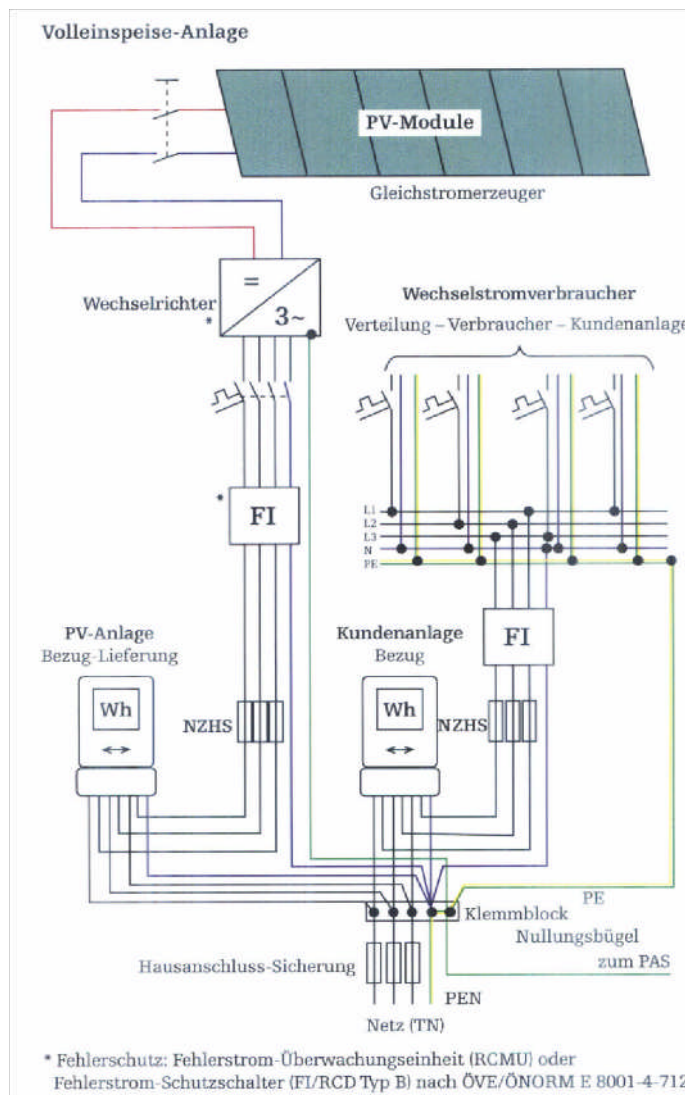 Volleinspeise-Anlage
PV-Module
Gleichstromerzeuger
=
3~
Wechselrichter
*
Wechselstromverbraucher
Verteilung – Verbraucher – Kundenanlage
*
FI
L1
L2
L3
N
PE
PV-Anlage
Bezug-Lieferung
Kundenanlage
Bezug
FI
Wh
NZHS
Wh
NZHS
PE
Klemmblock
Nullungsbügel
zum PAS
Hausanschluss-Sicherung
PEN
Netz (TN)
* Fehlerschutz: Fehlerstrom-Überwachungseinheit (RCMU) oder
Fehlerstrom-Schutzschalter (FI/RCD Typ B) nach ÖVE/ÖNORM E 8001-4-712